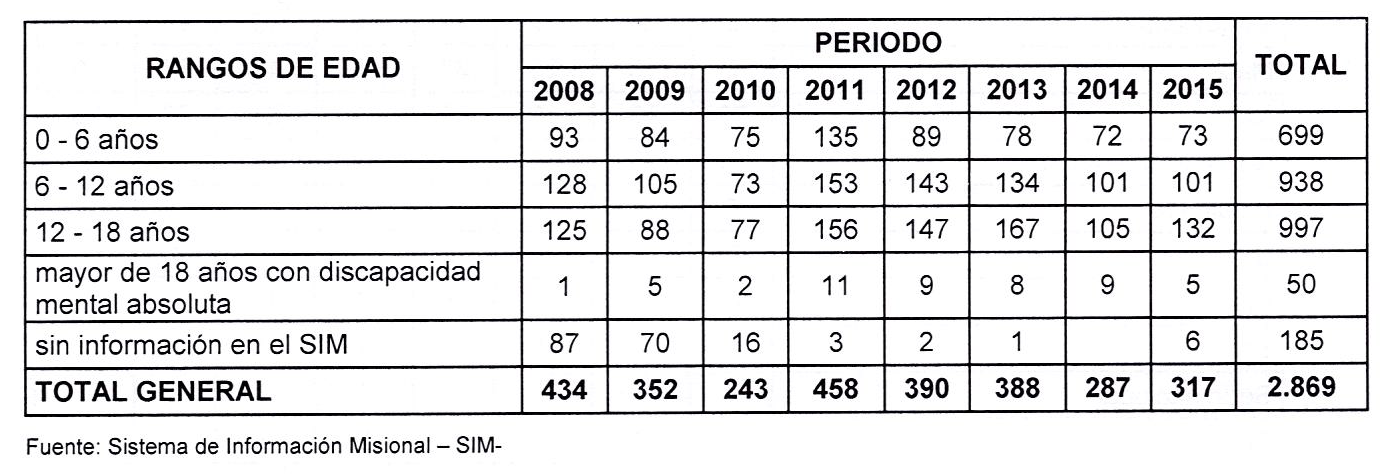 RANGOS DE EDAD PERIODO TOTAL
2008 2009 2010 2011 2012 2013 2014 2015
0 - 6 años 93 84 75 135 89 78 72 73 699
6 - 12 años 128 105 73 153 143 134 101 101 938
12 - 18 años 125 88 77 156 147 167 105 132 997
mayor de 18 años con discapacidad
mental absoluta 1 5 2 11 9 8 9 5 50
sin información en el SIM 87 70 16 3 2 1 6 185
TOTAL GENERAL 434 352 243 458 390 388 287 317 2.869
Fuente: Sistema de Información Misional – SIM-